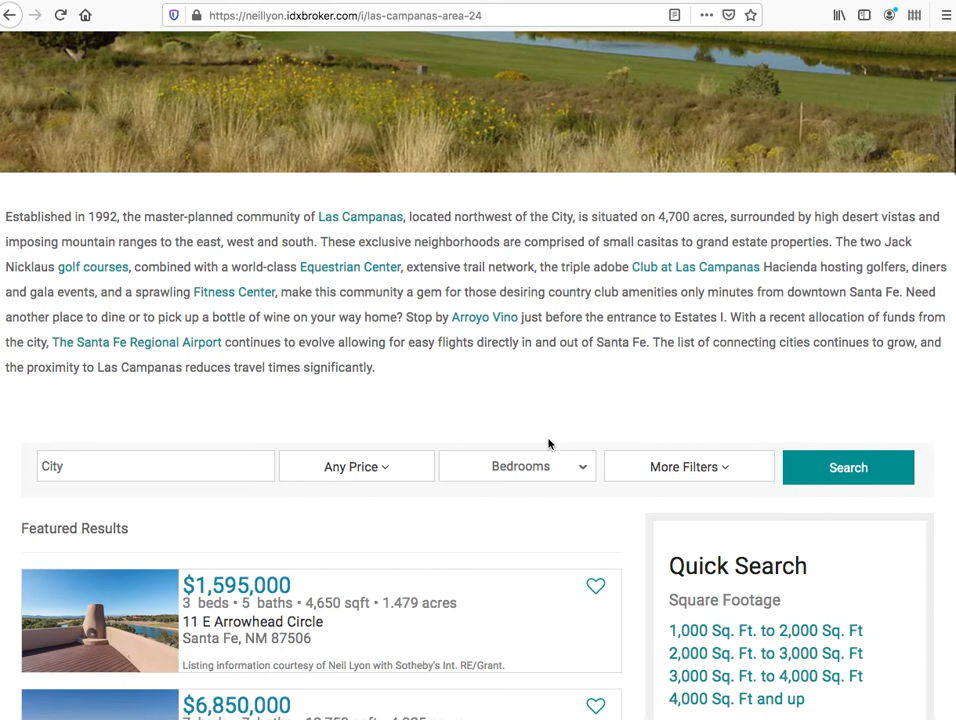 https://neillyon.idxbroker.com/i/las-campanas-area-24
Established in 1992, the master-planned community of Las Campanas, located northwest of the City, is situated on 4,700 acres, surrounded by high desert vistas and
imposing mountain ranges to the east, west and south. These exclusive neighborhoods are comprised of small casitas to grand estate properties. The two Jack
Nicklaus golf courses, combined with a world-class Equestrian Center, extensive trail network, the triple adobe Club at Las Campanas Hacienda hosting golfers, diners
and gala events, and a sprawling Fitness Center, make this community a gem for those desiring country club amenities only minutes from downtown Santa Fe. Need
another place to dine or to pick up a bottle of wine on your way home? Stop by Arroyo Vino just before the entrance to Estates I. With a recent allocation of funds from
the city, The Santa Fe Regional Airport continues to evolve allowing for easy flights directly in and out of Santa Fe. The list of connecting cities continues to grow, and
the proximity to Las Campanas reduces travel times significantly.
City
Any Price
Bedrooms
More Filters
Search
Featured Results
$1,595,000
3 beds • 5 baths • 4,650 sqft • 1.479 acres
11 E Arrowhead Circle
Santa Fe, NM 87506
Listing information courtesy of Neil Lyon with Sotheby's Int. RE/Grant.
$6,850,000
Quick Search
Square Footage
1,000 Sq. Ft. to 2,000 Sq. Ft
2,000 Sq. Ft. to 3,000 Sq. Ft
3,000 Sq. Ft. to 4,000 Sq. Ft
4,000 Sq. Ft and up